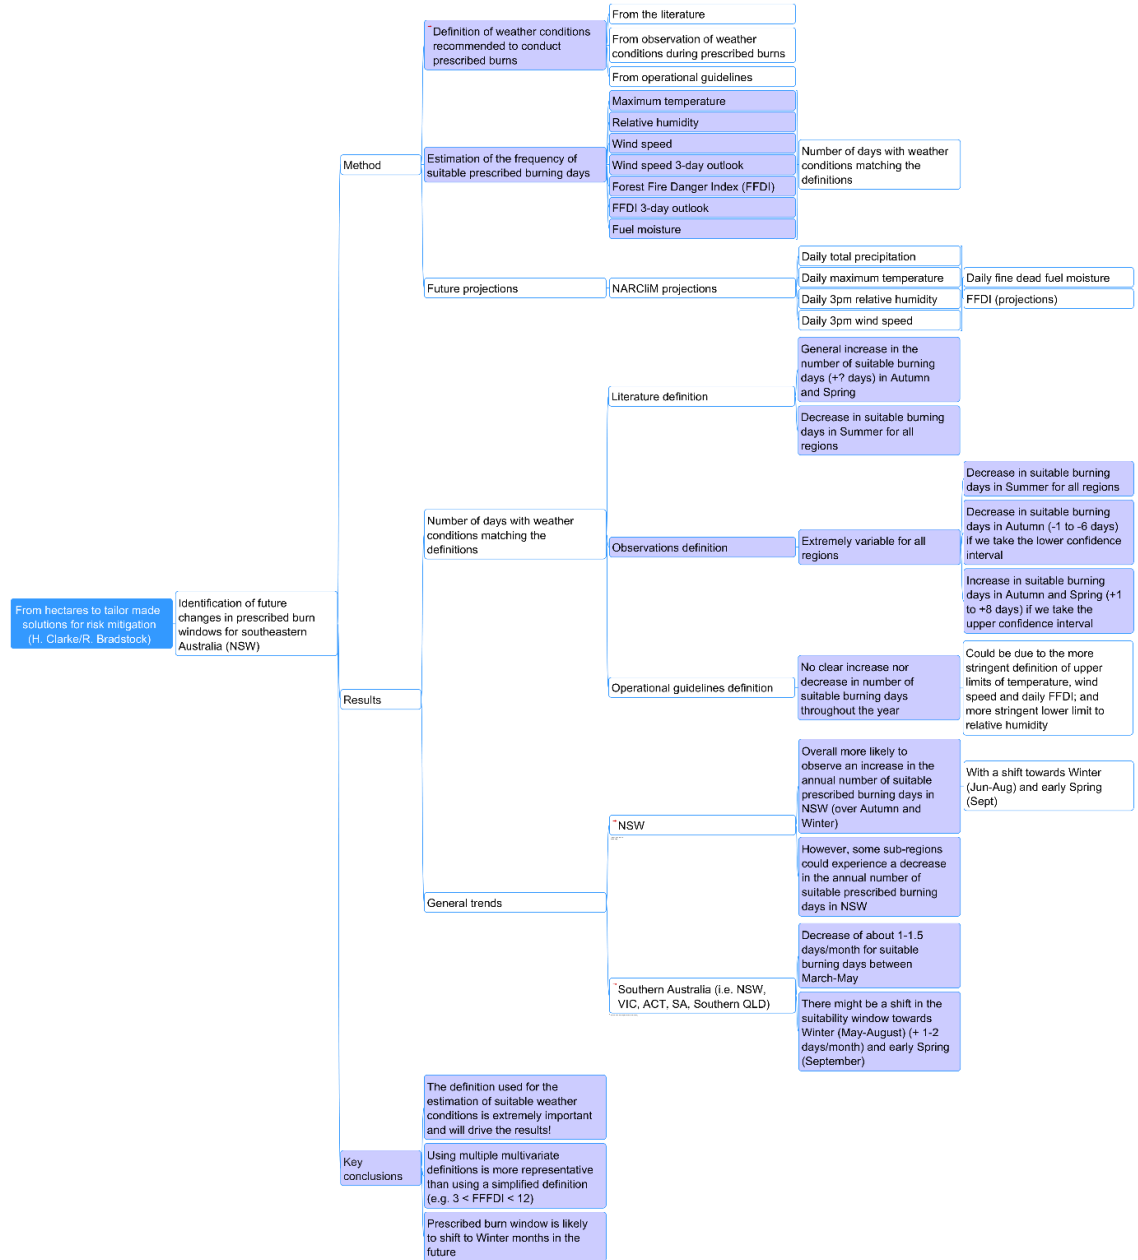 From hectares to tailor made
solutions for risk mitigation
(H. Clarke/R. Bradstock)
Identification of future
changes in prescribed burn
windows for southeastern
Australia (NSW)
Method
Definition of weather conditions
recommended to conduct
prescribed burns
From the literature
From observation of weather
conditions during prescribed burns
From operational guidelines
Estimation of the frequency of
suitable prescribed burning days
Maximum temperature
Relative humidity
Wind speed
Wind speed 3-day outlook
Forest Fire Danger Index (FFDI)
FFDI 3-day outlook
Fuel moisture
Number of days with weather
conditions matching the
definitions
Future projections
NARCliM projections
Daily total precipitation
Daily maximum temperature
Daily 3pm relative humidity
Daily 3pm wind speed
Daily fine dead fuel moisture
FFDI (projections)
Results
Number of days with weather
conditions matching the
definitions
Literature definition
General increase in the
number of suitable burning
days (+? days) in Autumn
and Spring
Decrease in suitable burning
days in Summer for all
regions
Observations definition
Extremely variable for all
regions
Decrease in suitable burning
days in Summer for all regions
Decrease in suitable burning
days in Autumn (-1 to -6 days)
if we take the lower confidence
interval
Increase in suitable burning
days in Autumn and Spring (+1
to +8 days) if we take the
upper confidence interval
Operational guidelines definition
No clear increase nor
decrease in number of
suitable burning days
throughout the year
Could be due to the more
stringent definition of upper
limits of temperature, wind
speed and daily FFDI; and
more stringent lower limit to
relative humidity
General trends
NSW
Overall more likely to
observe an increase in the
annual number of suitable
prescribed burning days in
NSW (over Autumn and
Winter)
With a shift towards Winter
(Jun-Aug) and early Spring
(Sept)
However, some sub-regions
could experience a decrease
in the annual number of
suitable prescribed burning
days in NSW
Southern Australia (i.e. NSW,
VIC, ACT, SA, Southern QLD)
Decrease of about 1-1.5
days/month for suitable
burning days between
March-May
There might be a shift in the
suitability window towards
Winter (May-August) (+ 1-2
days/month) and early Spring
(September)
Key
conclusions
The definition used for the
estimation of suitable weather
conditions is extremely important
and will drive the results!
Using multiple multivariate
definitions is more representative
than using a simplified definition
(e.g. 3 < FFFDI < 12)
Prescribed burn window is likely
to shift to Winter months in the
future